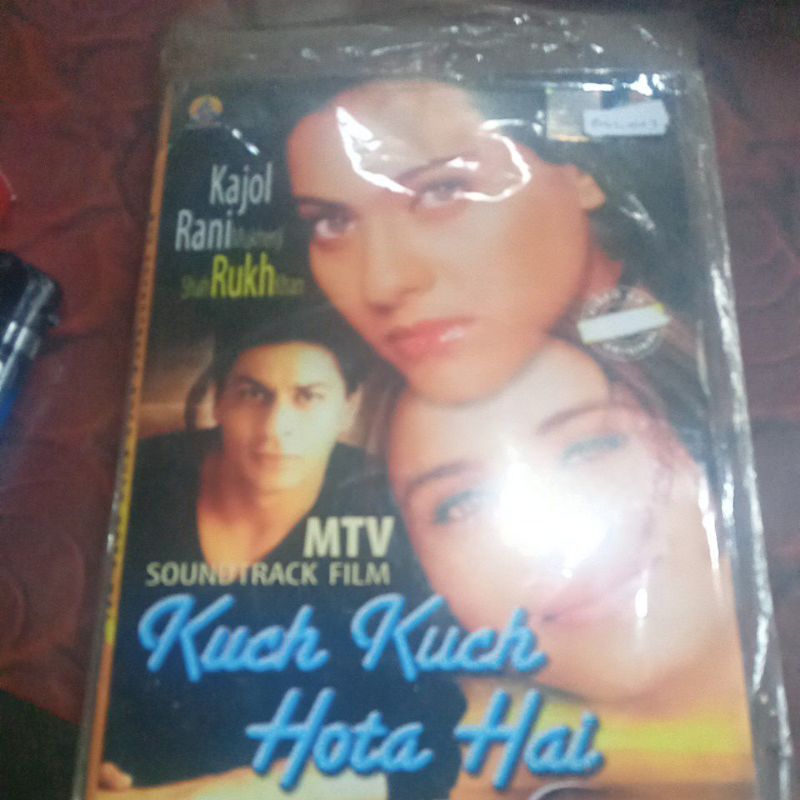 Kajol
Rani Mukherji
Shah Rukh Khan
MTV
SOUNDTRACK FILM
Kuch Kuch
Hota Hai